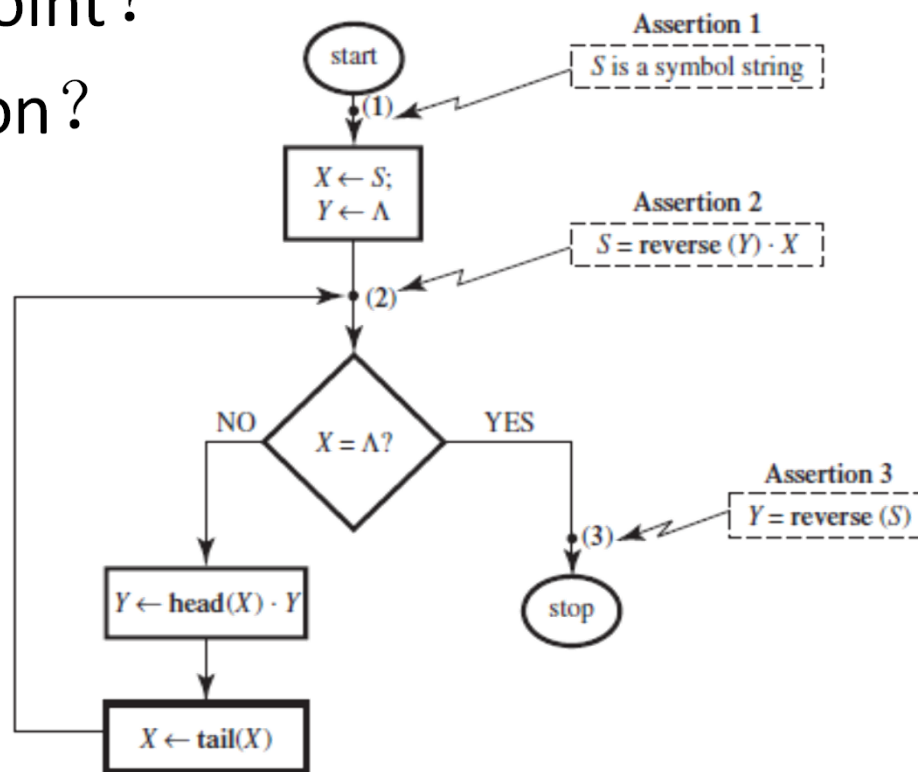 oint?
on?
start
Assertion 1
S is a symbol string
(1)
X ← S;
Y ← Λ
Assertion 2
S = reverse (Y) · X
(2)
NO
X = Λ?
YES
Assertion 3
Y = reverse (S)
(3)
Y ← head(X) · Y
stop
X ← tail(X)